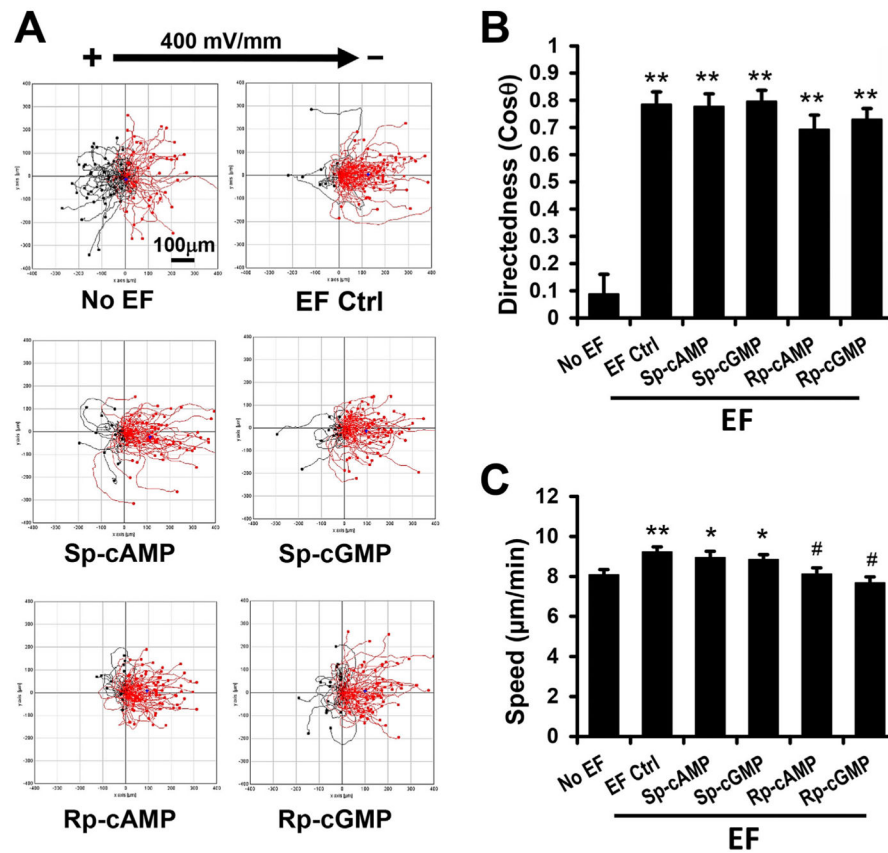 A
400 mV/mm
+ −
100μm
No EF
EF Ctrl
Sp-cAMP
Sp-cGMP
Rp-cAMP
Rp-cGMP
B
Directedness (Cosθ)
1
0.9
0.8
0.7
0.6
0.5
0.4
0.3
0.2
0.1
0
** ** ** ** **
No EF
EF Ctrl
Sp-cAMP
Sp-cGMP
Rp-cAMP
Rp-cGMP
EF
C
Speed (μm/min)
12
10
8
6
4
2
0
** * * # #
No EF
EF Ctrl
Sp-cAMP
Sp-cGMP
Rp-cAMP
Rp-cGMP
EF